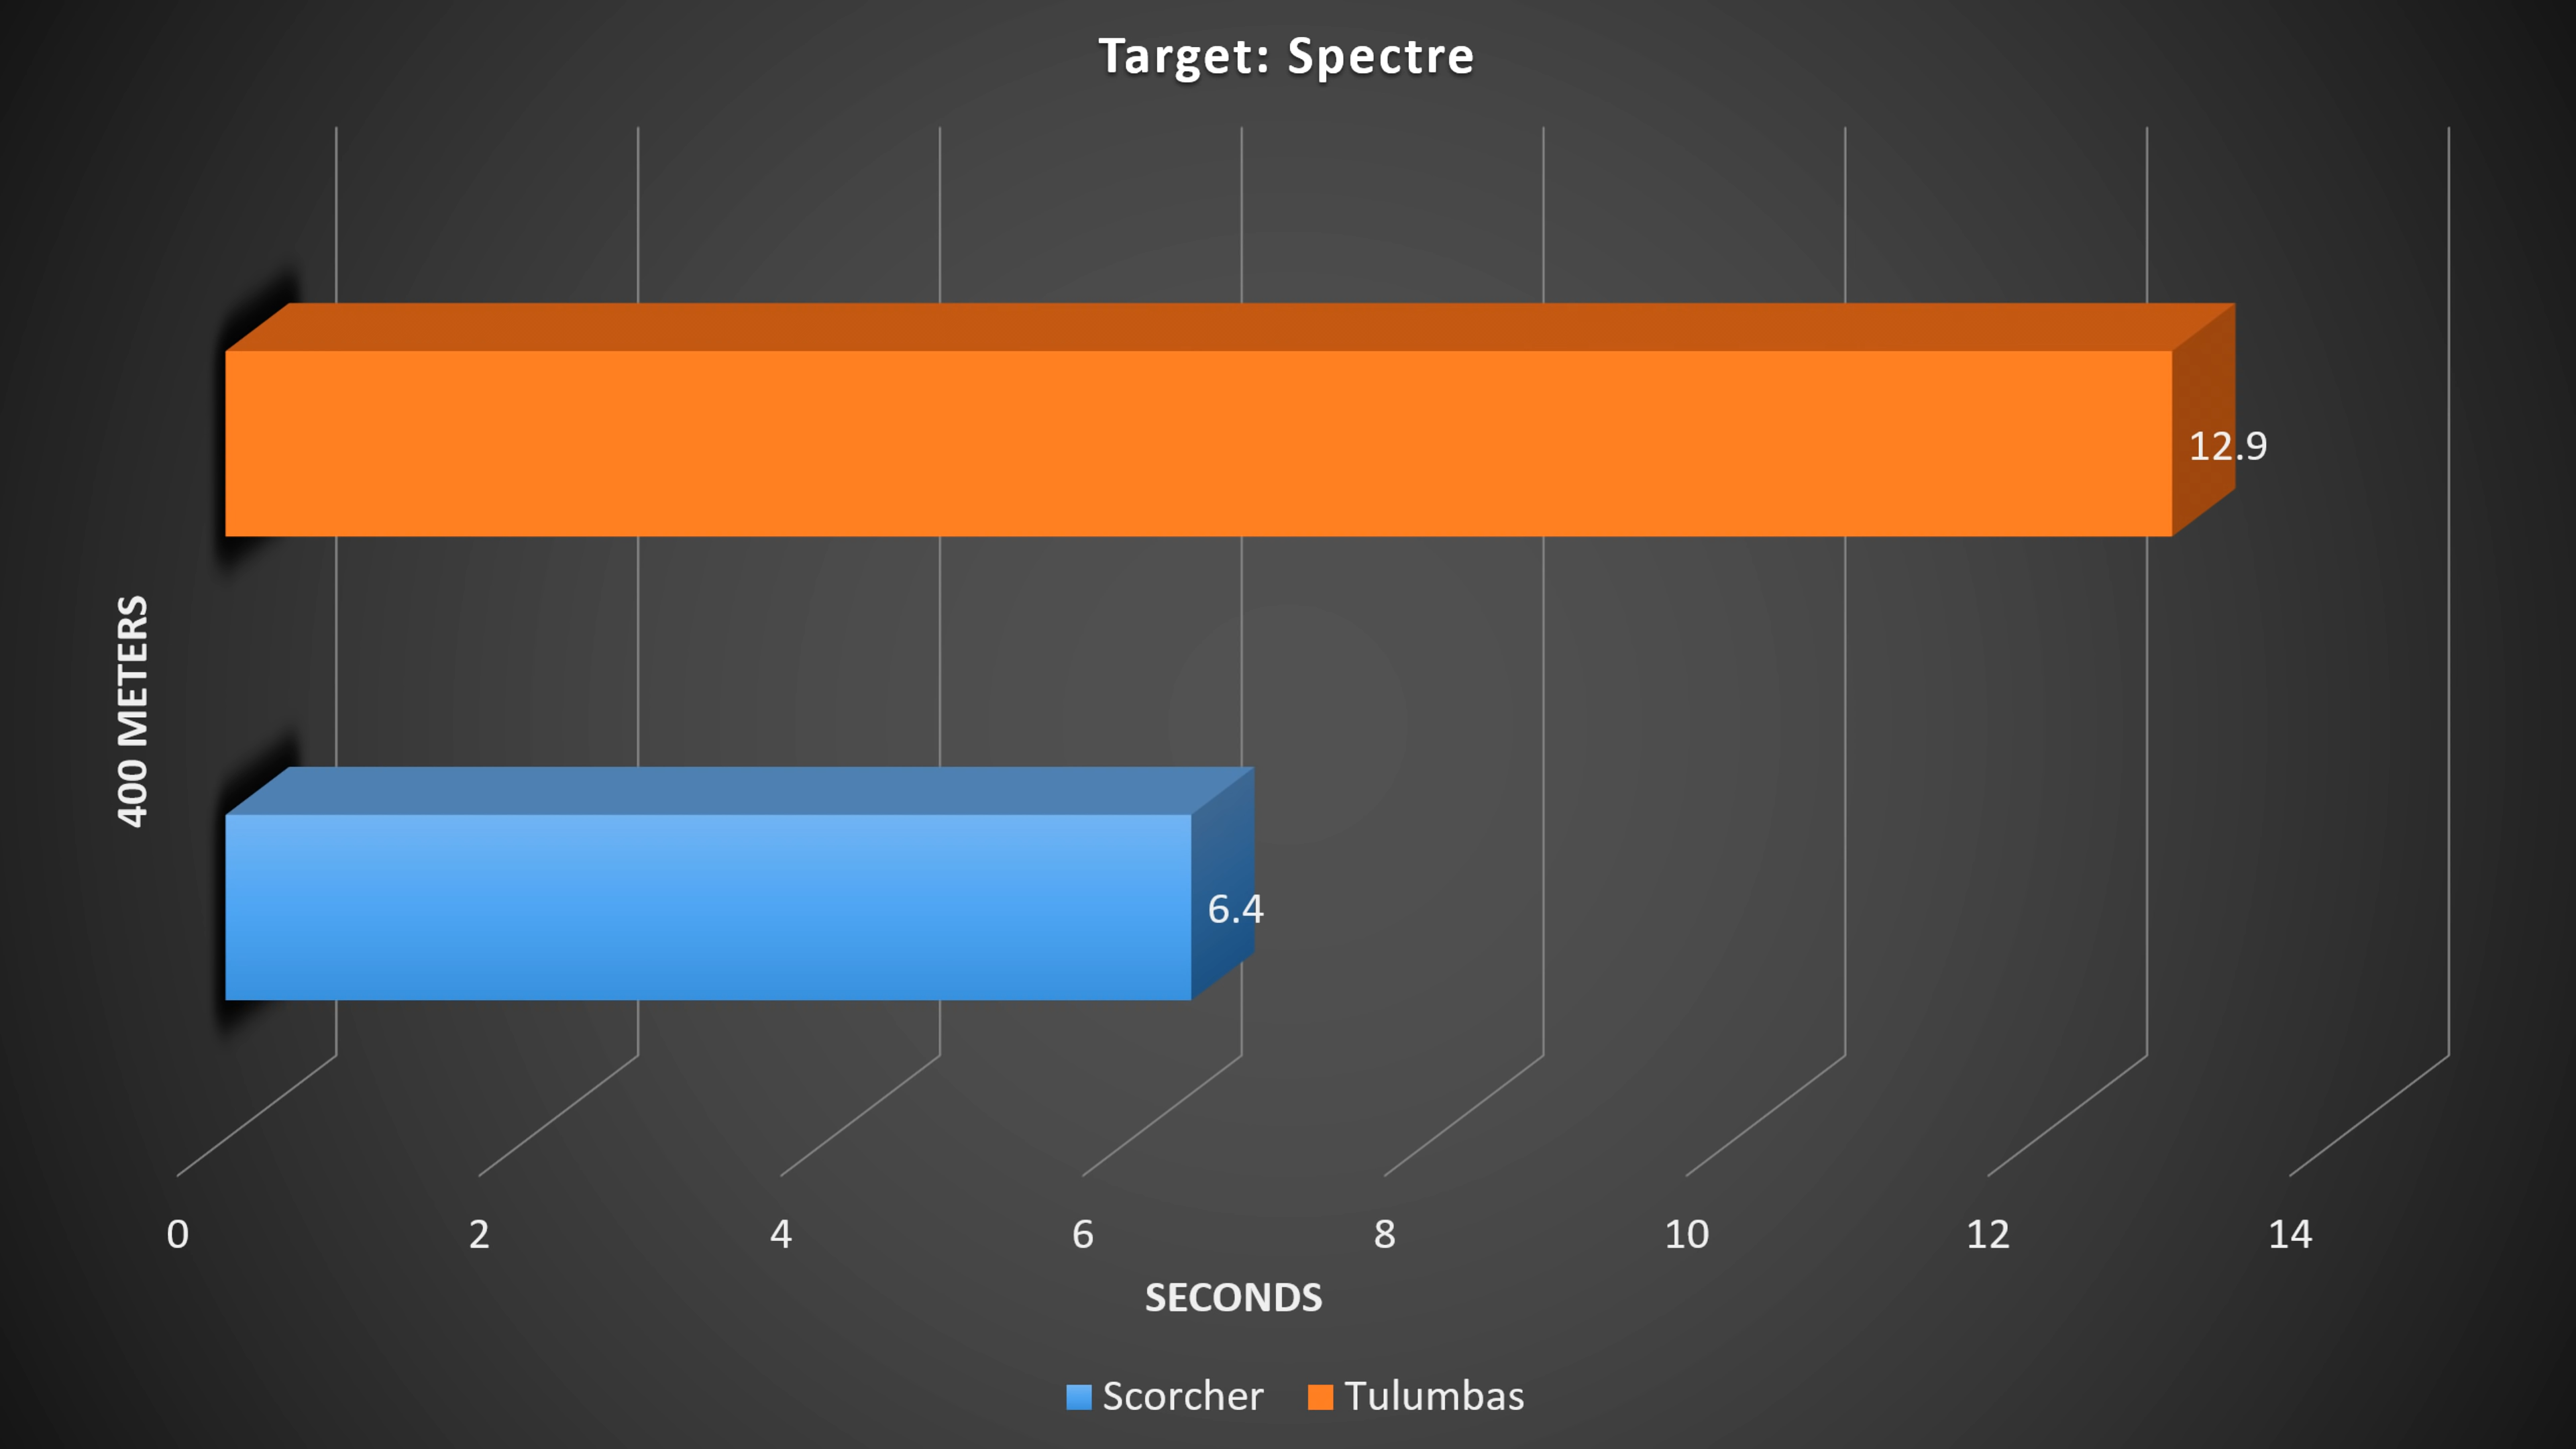 Target: Spectre
12.9
400 METERS
6.4
0 2 4 6 8 10 12 14
SECONDS
Scorcher Tulumbas